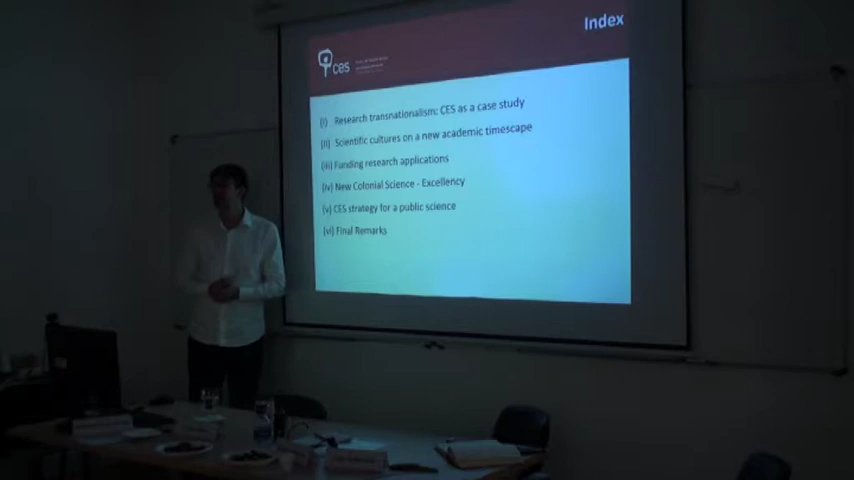 Index
ces
(i) Research transnationalism: CES as a case study
(ii) Scientific cultures on a new academic timescape
(iii) Funding research applications
(iv) New Colonial Science - Excellency
(v) CES strategy for a public science
(vi) Final Remarks